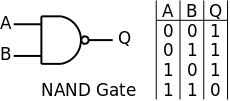 A
B
Q
NAND Gate
A B Q
0 0 1
0 1 1
1 0 1
1 1 0